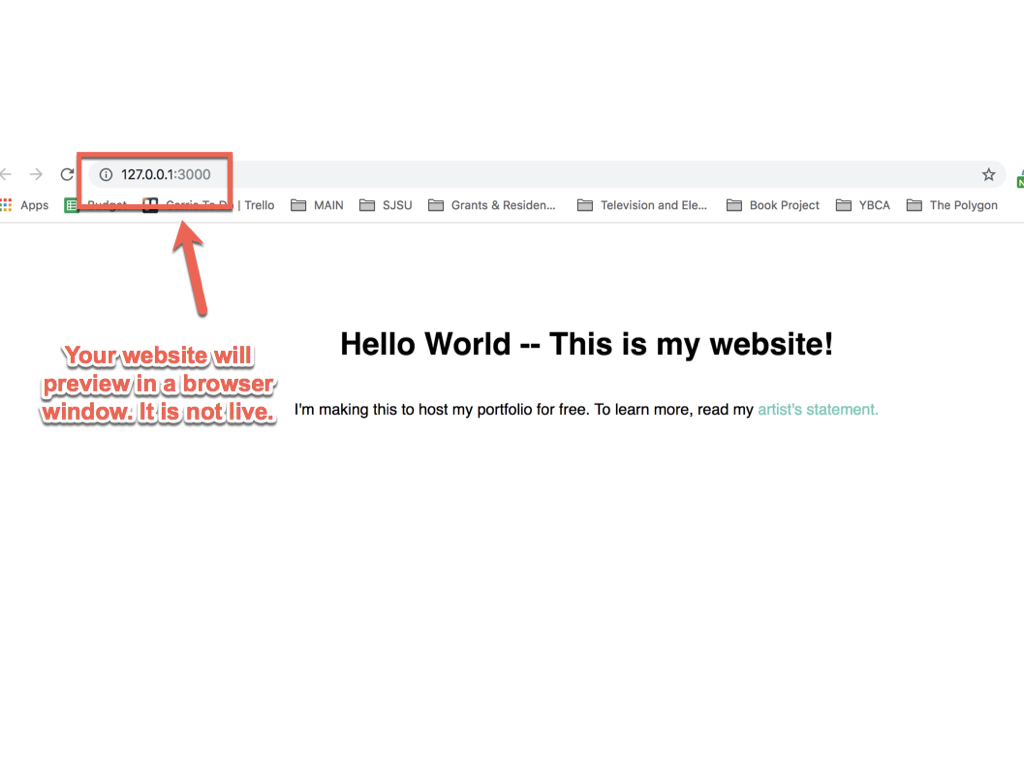 127.0.0.1:3000
Apps Budget Carrie To Do | Trello MAIN SJSU Grants & Residen... Television and Ele... Book Project YBCA The Polygon
Hello World -- This is my website!
Your website will
preview in a browser
window. It is not live.
I'm making this to host my portfolio for free. To learn more, read my artist's statement.